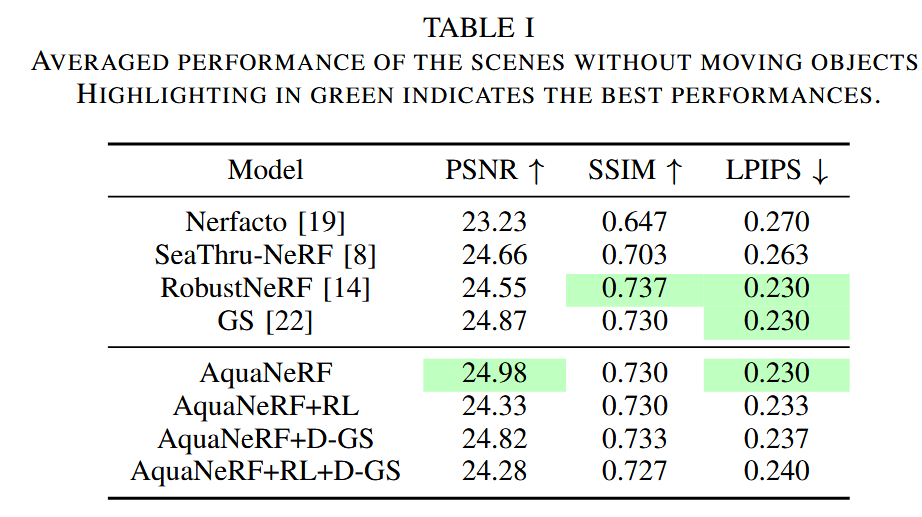 TABLE I
AVERAGED PERFORMANCE OF THE SCENES WITHOUT MOVING OBJECTS
HIGHLIGHTING IN GREEN INDICATES THE BEST PERFORMANCES.
Model PSNR ↑ SSIM ↑ LPIPS ↓
Nerfacto [19] 23.23 0.647 0.270
SeaThru-NeRF [8] 24.66 0.703 0.263
RobustNeRF [14] 24.55 0.737 0.230
GS [22] 24.87 0.730 0.230
AquaNeRF 24.98 0.730 0.230
AquaNeRF+RL 24.33 0.730 0.233
AquaNeRF+D-GS 24.82 0.733 0.237
AquaNeRF+RL+D-GS 24.28 0.727 0.240